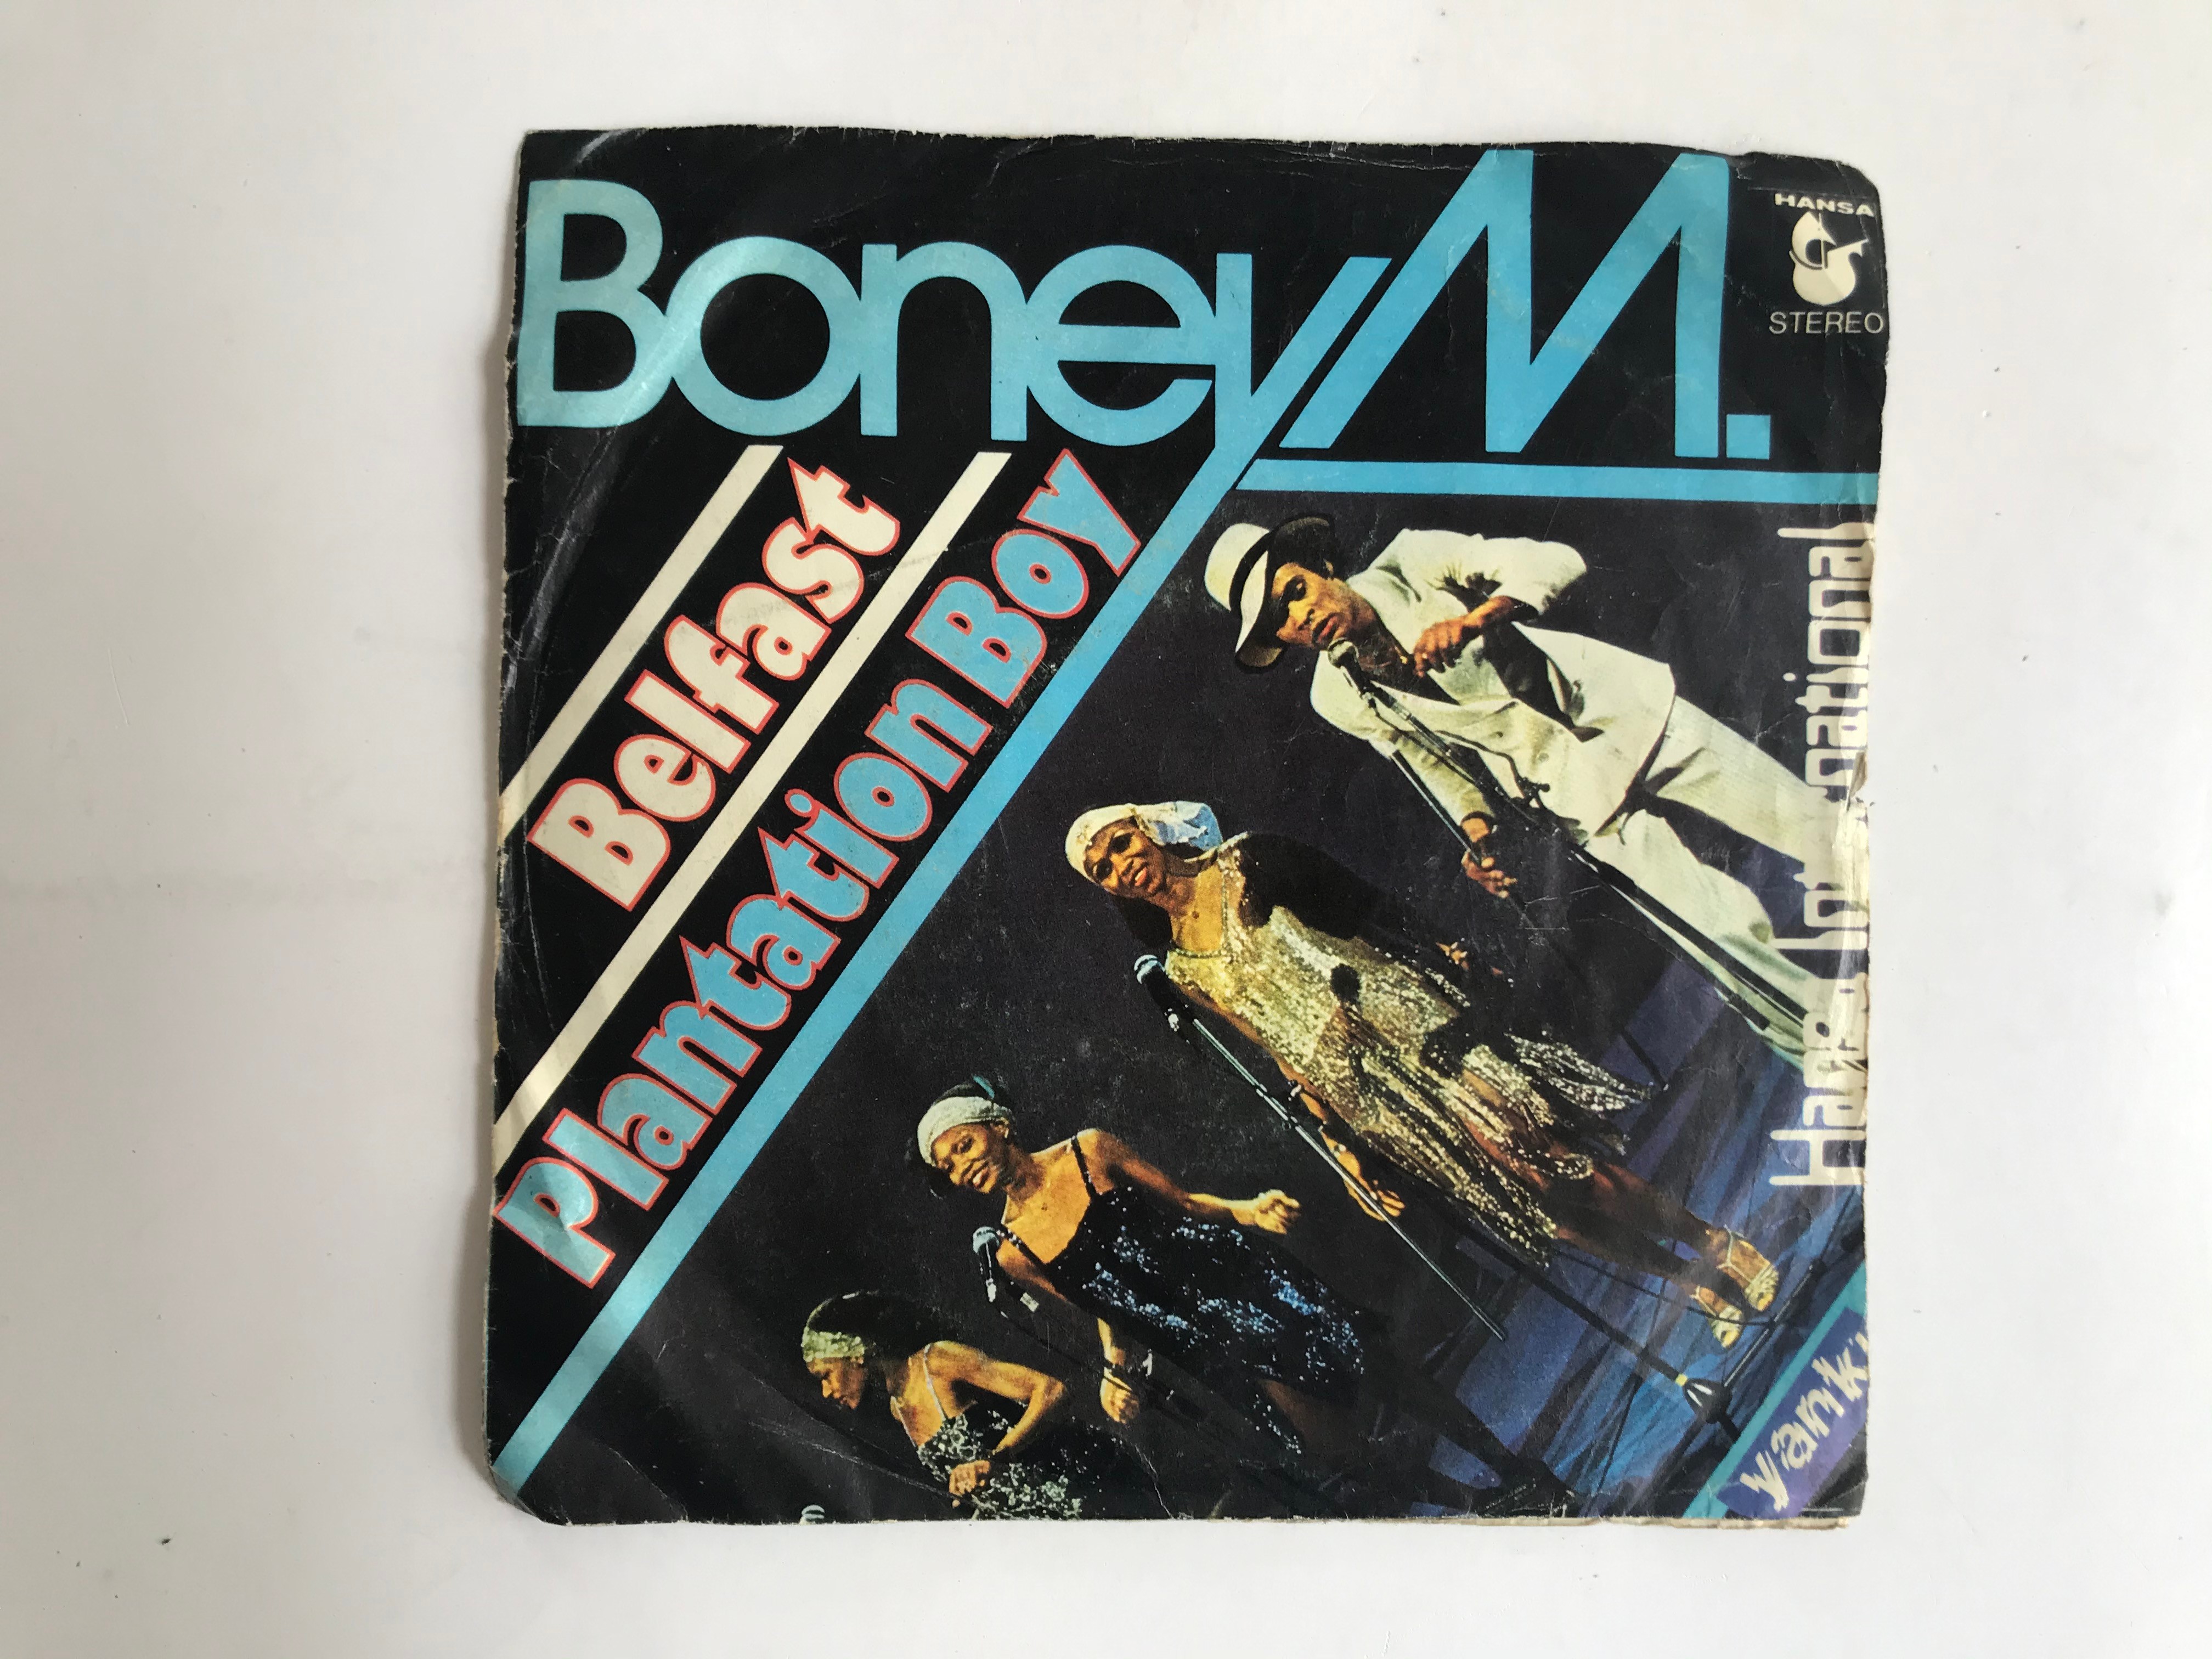 Boney M.
HANSA
STEREO
Belfast
Plantation Boy
Hansa International